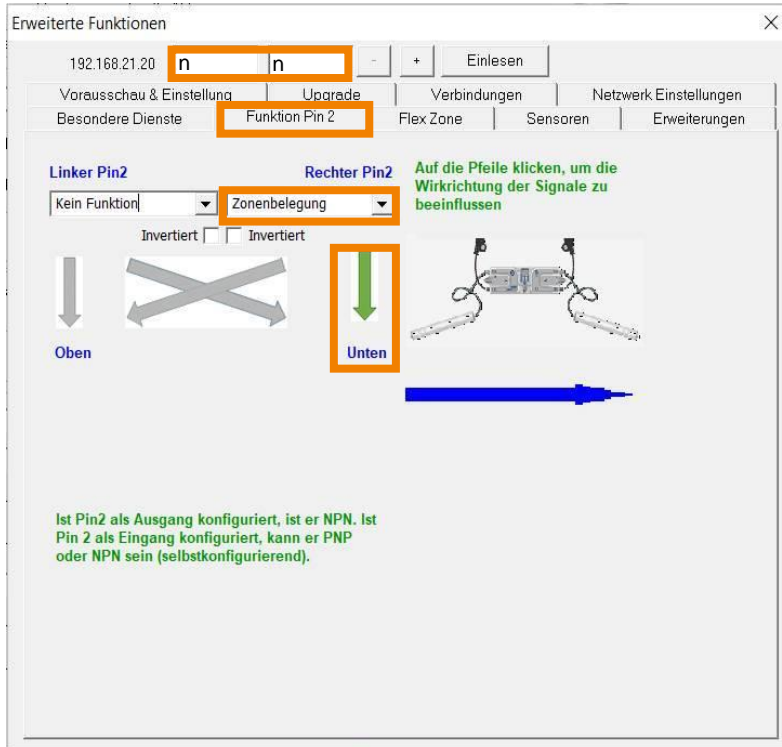 Erweiterte Funktionen
192.168.21.20 n n - + Einlesen
Vorausschau & Einstellung Upgrade Verbindungen Netzwerk Einstellungen
Besondere Dienste Funktion Pin 2 Flex Zone Sensoren Erweiterungen
Linker Pin2 Rechter Pin2
Kein Funktion Zonenbelegung
Invertiert Invertiert
Oben Unten
Auf die Pfeile klicken, um die
Wirkrichtung der Signale zu
beeinflussen
Ist Pin2 als Ausgang konfiguriert, ist er NPN. Ist
Pin 2 als Eingang konfiguriert, kann er PNP
oder NPN sein (selbstkonfigurierend).